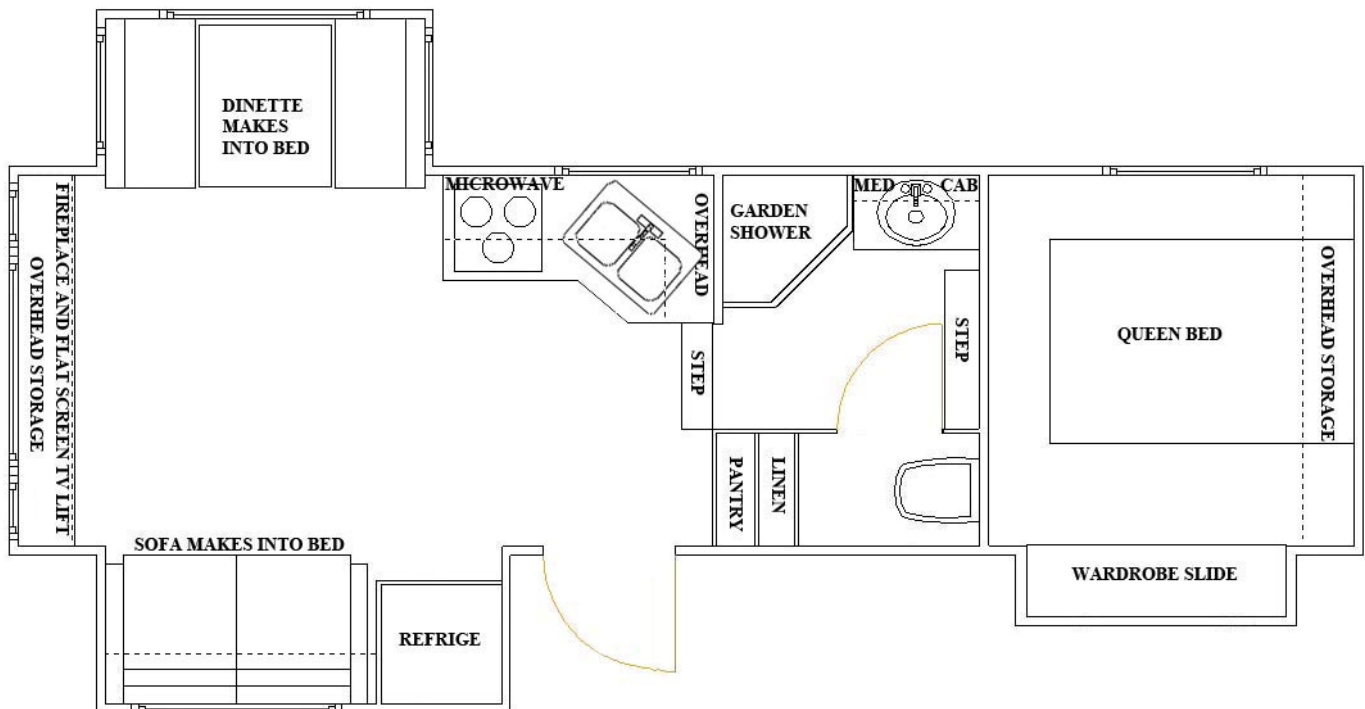 DINETTE
MAKES
INTO BED
FIREPLACE AND FLAT SCREEN TV LIFT
OVERHEAD STORAGE
MICROWAVE
OVERHEAD
GARDEN
SHOWER
MED CAB
STEP
STEP
QUEEN BED
OVERHEAD STORAGE
PANTRY
LINEN
SOFA MAKES INTO BED
REFRIGE
WARDROBE SLIDE